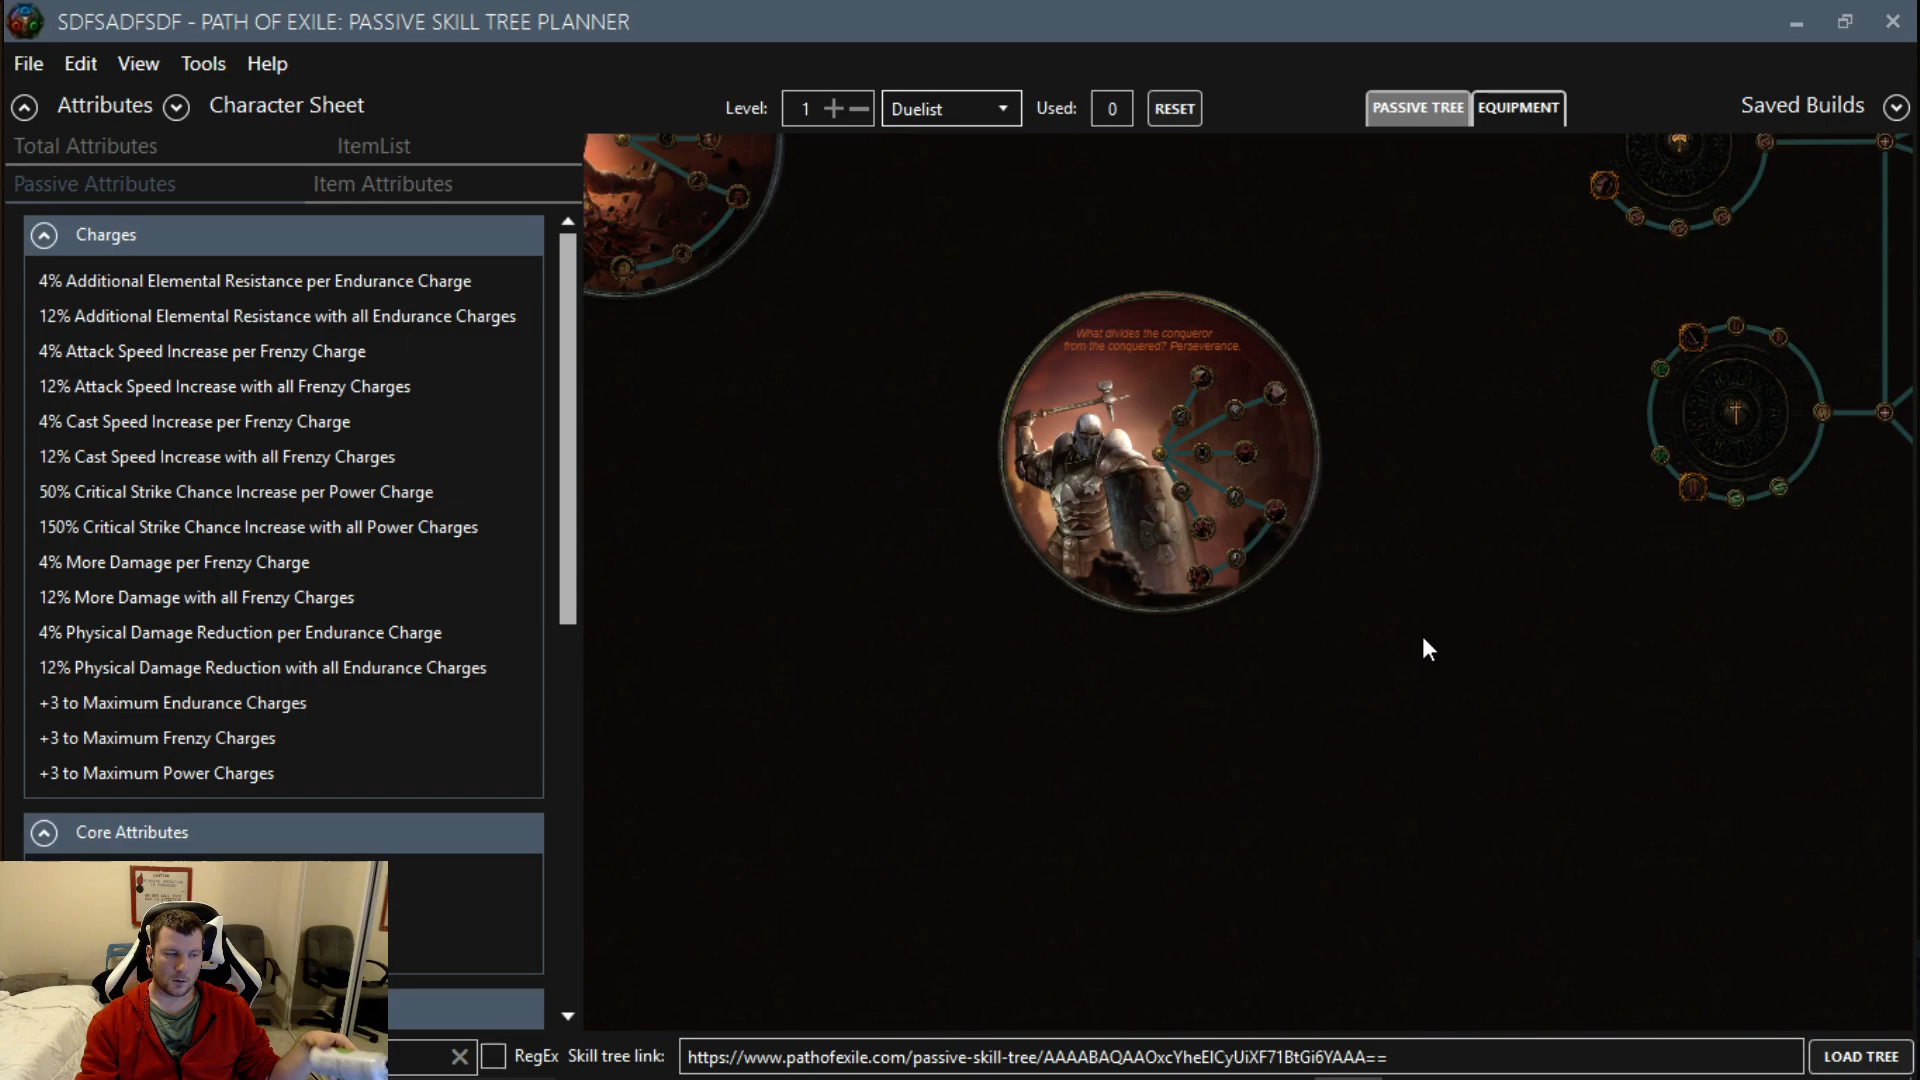 SDFSADFSDF - PATH OF EXILE: PASSIVE SKILL TREE PLANNER
File Edit View Tools Help
Attributes Character Sheet
Level: 1 Duelist Used: 0 RESET PASSIVE TREE EQUIPMENT Saved Builds
Total Attributes ItemList
Passive Attributes Item Attributes
Charges
4% Additional Elemental Resistance per Endurance Charge
12% Additional Elemental Resistance with all Endurance Charges
4% Attack Speed Increase per Frenzy Charge
12% Attack Speed Increase with all Frenzy Charges
4% Cast Speed Increase per Frenzy Charge
12% Cast Speed Increase with all Frenzy Charges
50% Critical Strike Chance Increase per Power Charge
150% Critical Strike Chance Increase with all Power Charges
4% More Damage per Frenzy Charge
12% More Damage with all Frenzy Charges
4% Physical Damage Reduction per Endurance Charge
12% Physical Damage Reduction with all Endurance Charges
+3 to Maximum Endurance Charges
+3 to Maximum Frenzy Charges
+3 to Maximum Power Charges
Core Attributes
What divides the conqueror
from the conquered? Perseverance.
RegEx Skill tree link: https://www.pathofexile.com/passive-skill-tree/AAAABAQAAOxcYheEICyUiXF71BtGi6YAAA== LOAD TREE